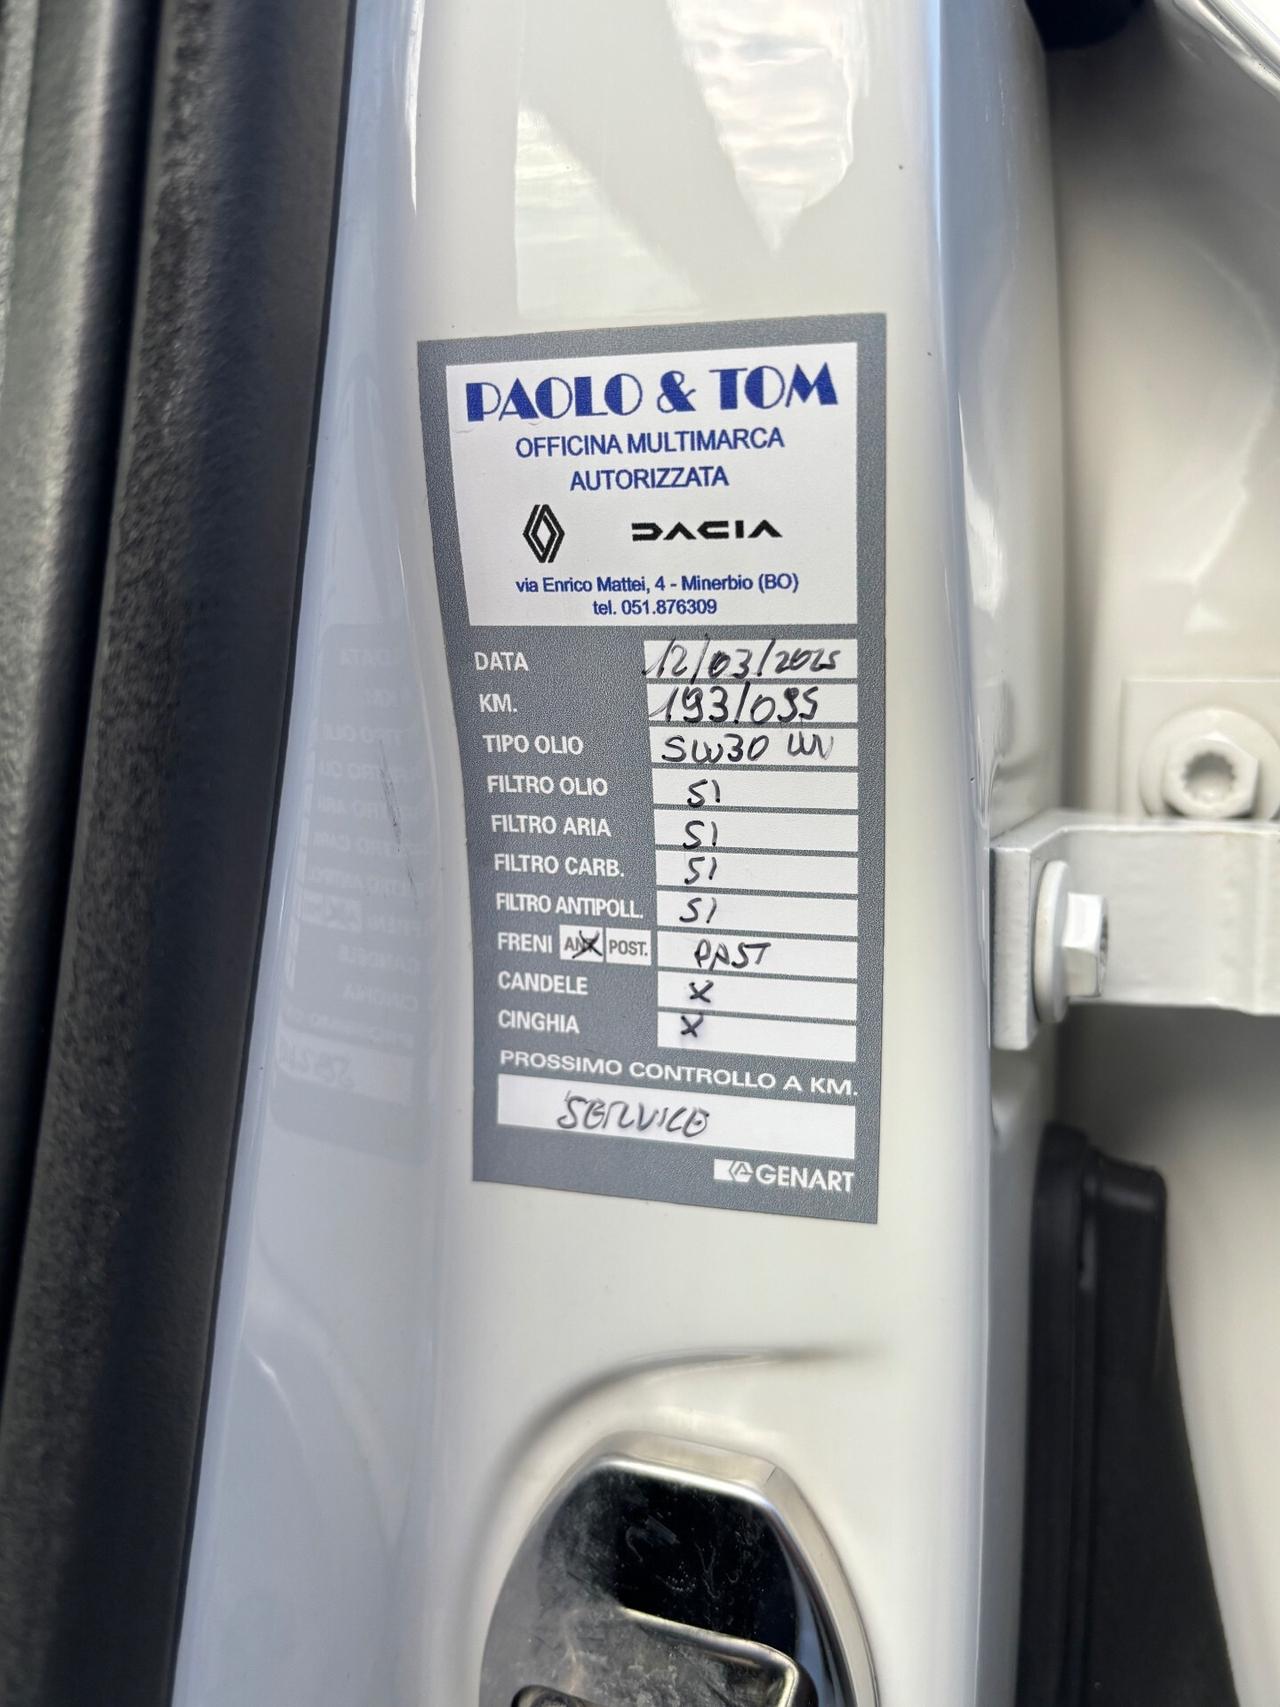 PAOLO & TOM
OFFICINA MULTIMARCA
AUTORIZZATA
DACIA
via Enrico Mattei, 4 - Minerbio (BO)
tel. 051.876309
DATA 12/03/2025
KM. 193/095
TIPO OLIO 5W30
FILTRO OLIO SI
FILTRO ARIA SI
FILTRO CARB. SI
FILTRO ANTIPOLL. SI
FRENI ANT. POST. PAST
CANDELE X
CINGHIA X
PROSSIMO CONTROLLO A KM.
SERVICE
GENART